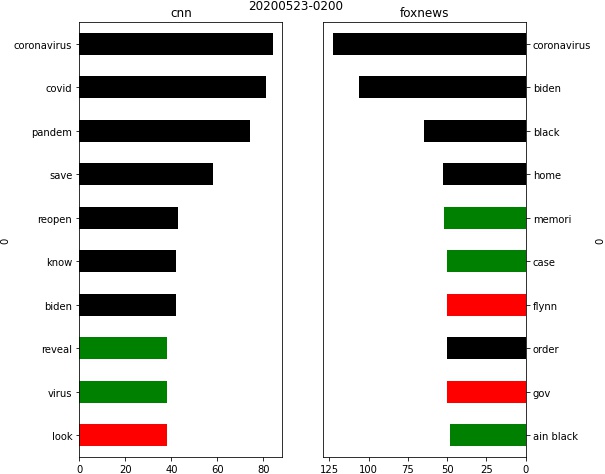 20200523-0200
cnn
foxnews
coronavirus
covid
pandem
save
reopen
know
biden
reveal
virus
look
0
0 20 40 60 80
coronavirus
biden
black
home
memori
case
flynn
order
gov
ain black
0
125 100 75 50 25 0